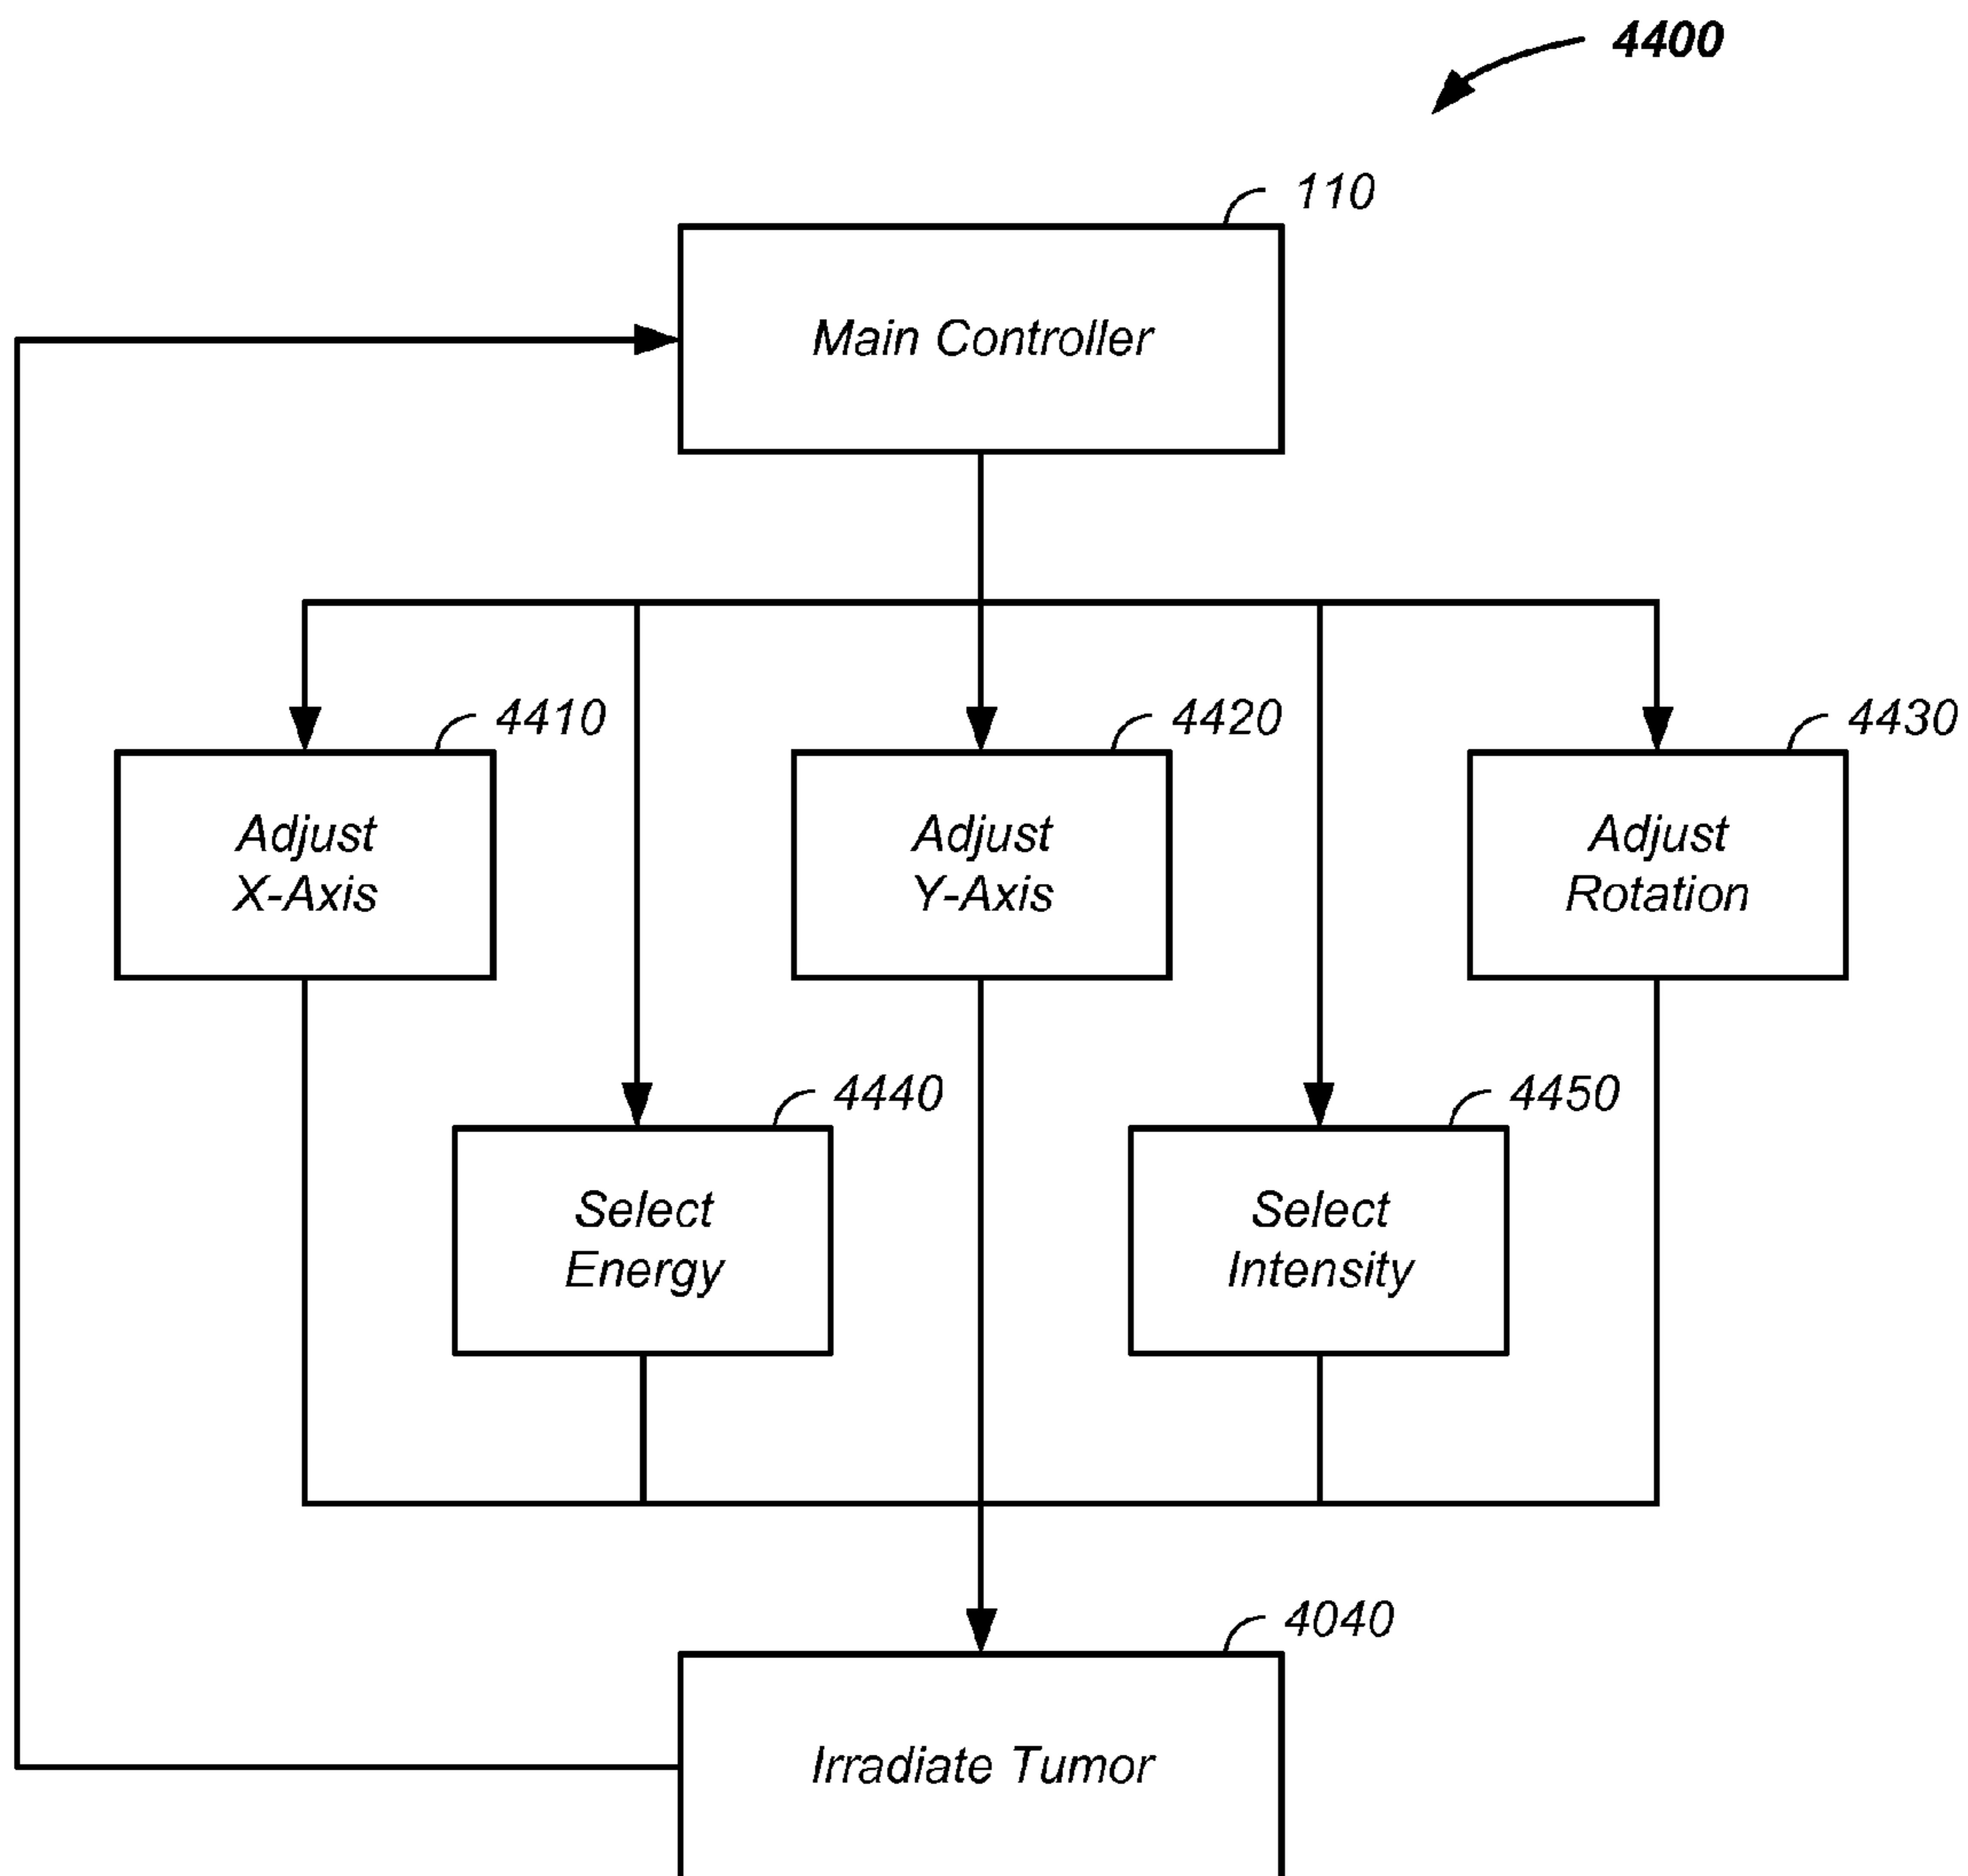 4400
110
Main Controller
4410
4420
4430
Adjust
X-Axis
Adjust
Y-Axis
Adjust
Rotation
4440
4450
Select
Energy
Select
Intensity
4040
Irradiate Tumor